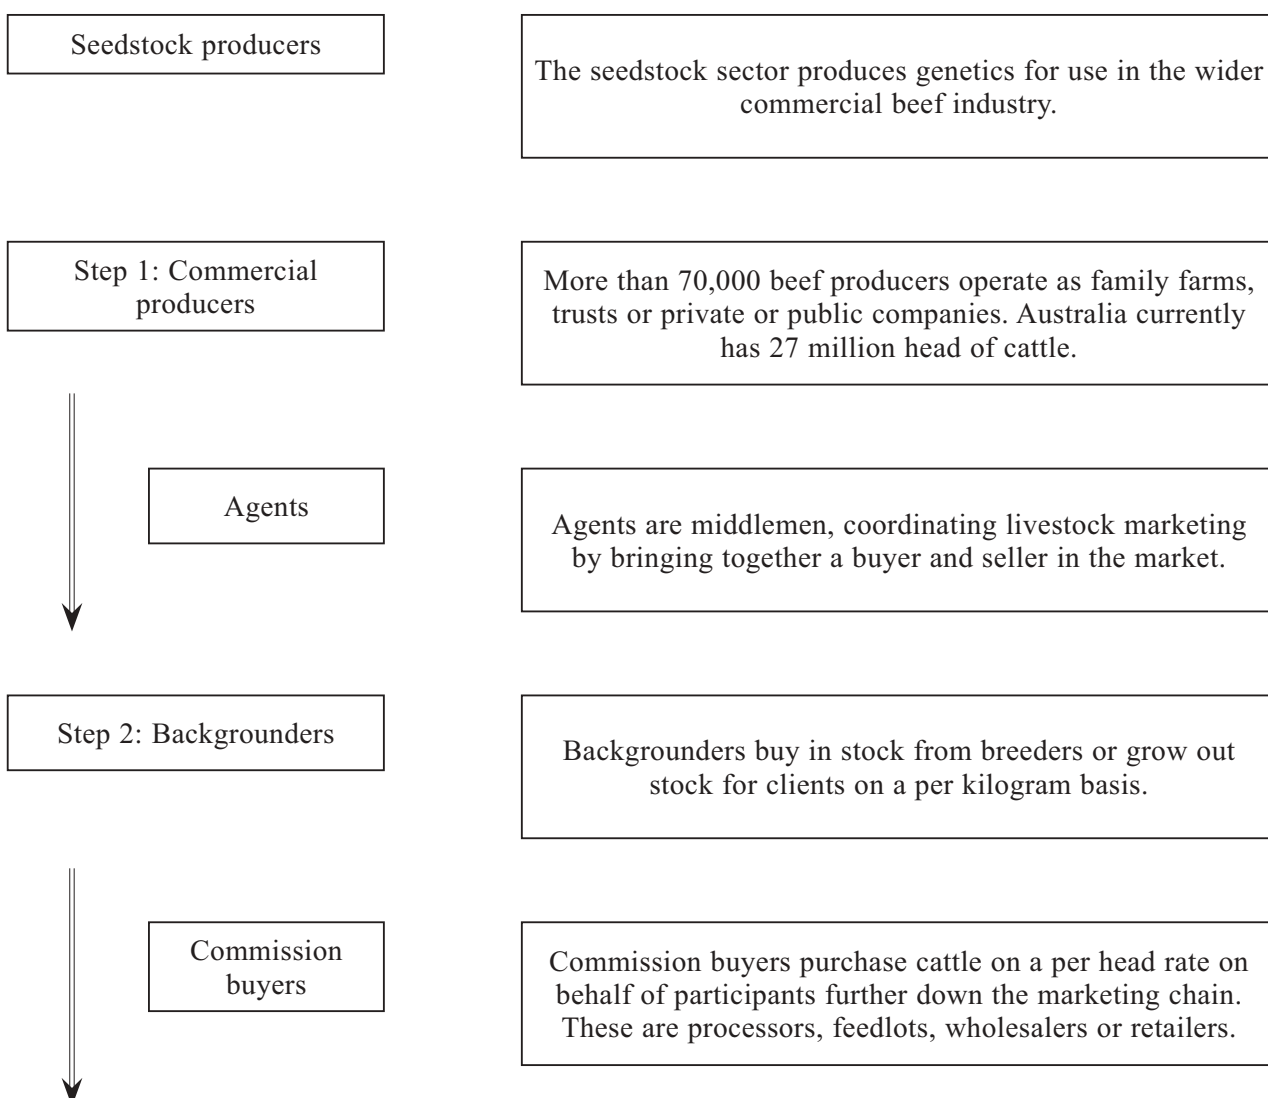 Seedstock producers
The seedstock sector produces genetics for use in the wider
commercial beef industry.
Step 1: Commercial
producers
More than 70,000 beef producers operate as family farms,
trusts or private or public companies. Australia currently
has 27 million head of cattle.
Agents
Agents are middlemen, coordinating livestock marketing
by bringing together a buyer and seller in the market.
Step 2: Backgrounders
Backgrounders buy in stock from breeders or grow out
stock for clients on a per kilogram basis.
Commission
buyers
Commission buyers purchase cattle on a per head rate on
behalf of participants further down the marketing chain.
These are processors, feedlots, wholesalers or retailers.